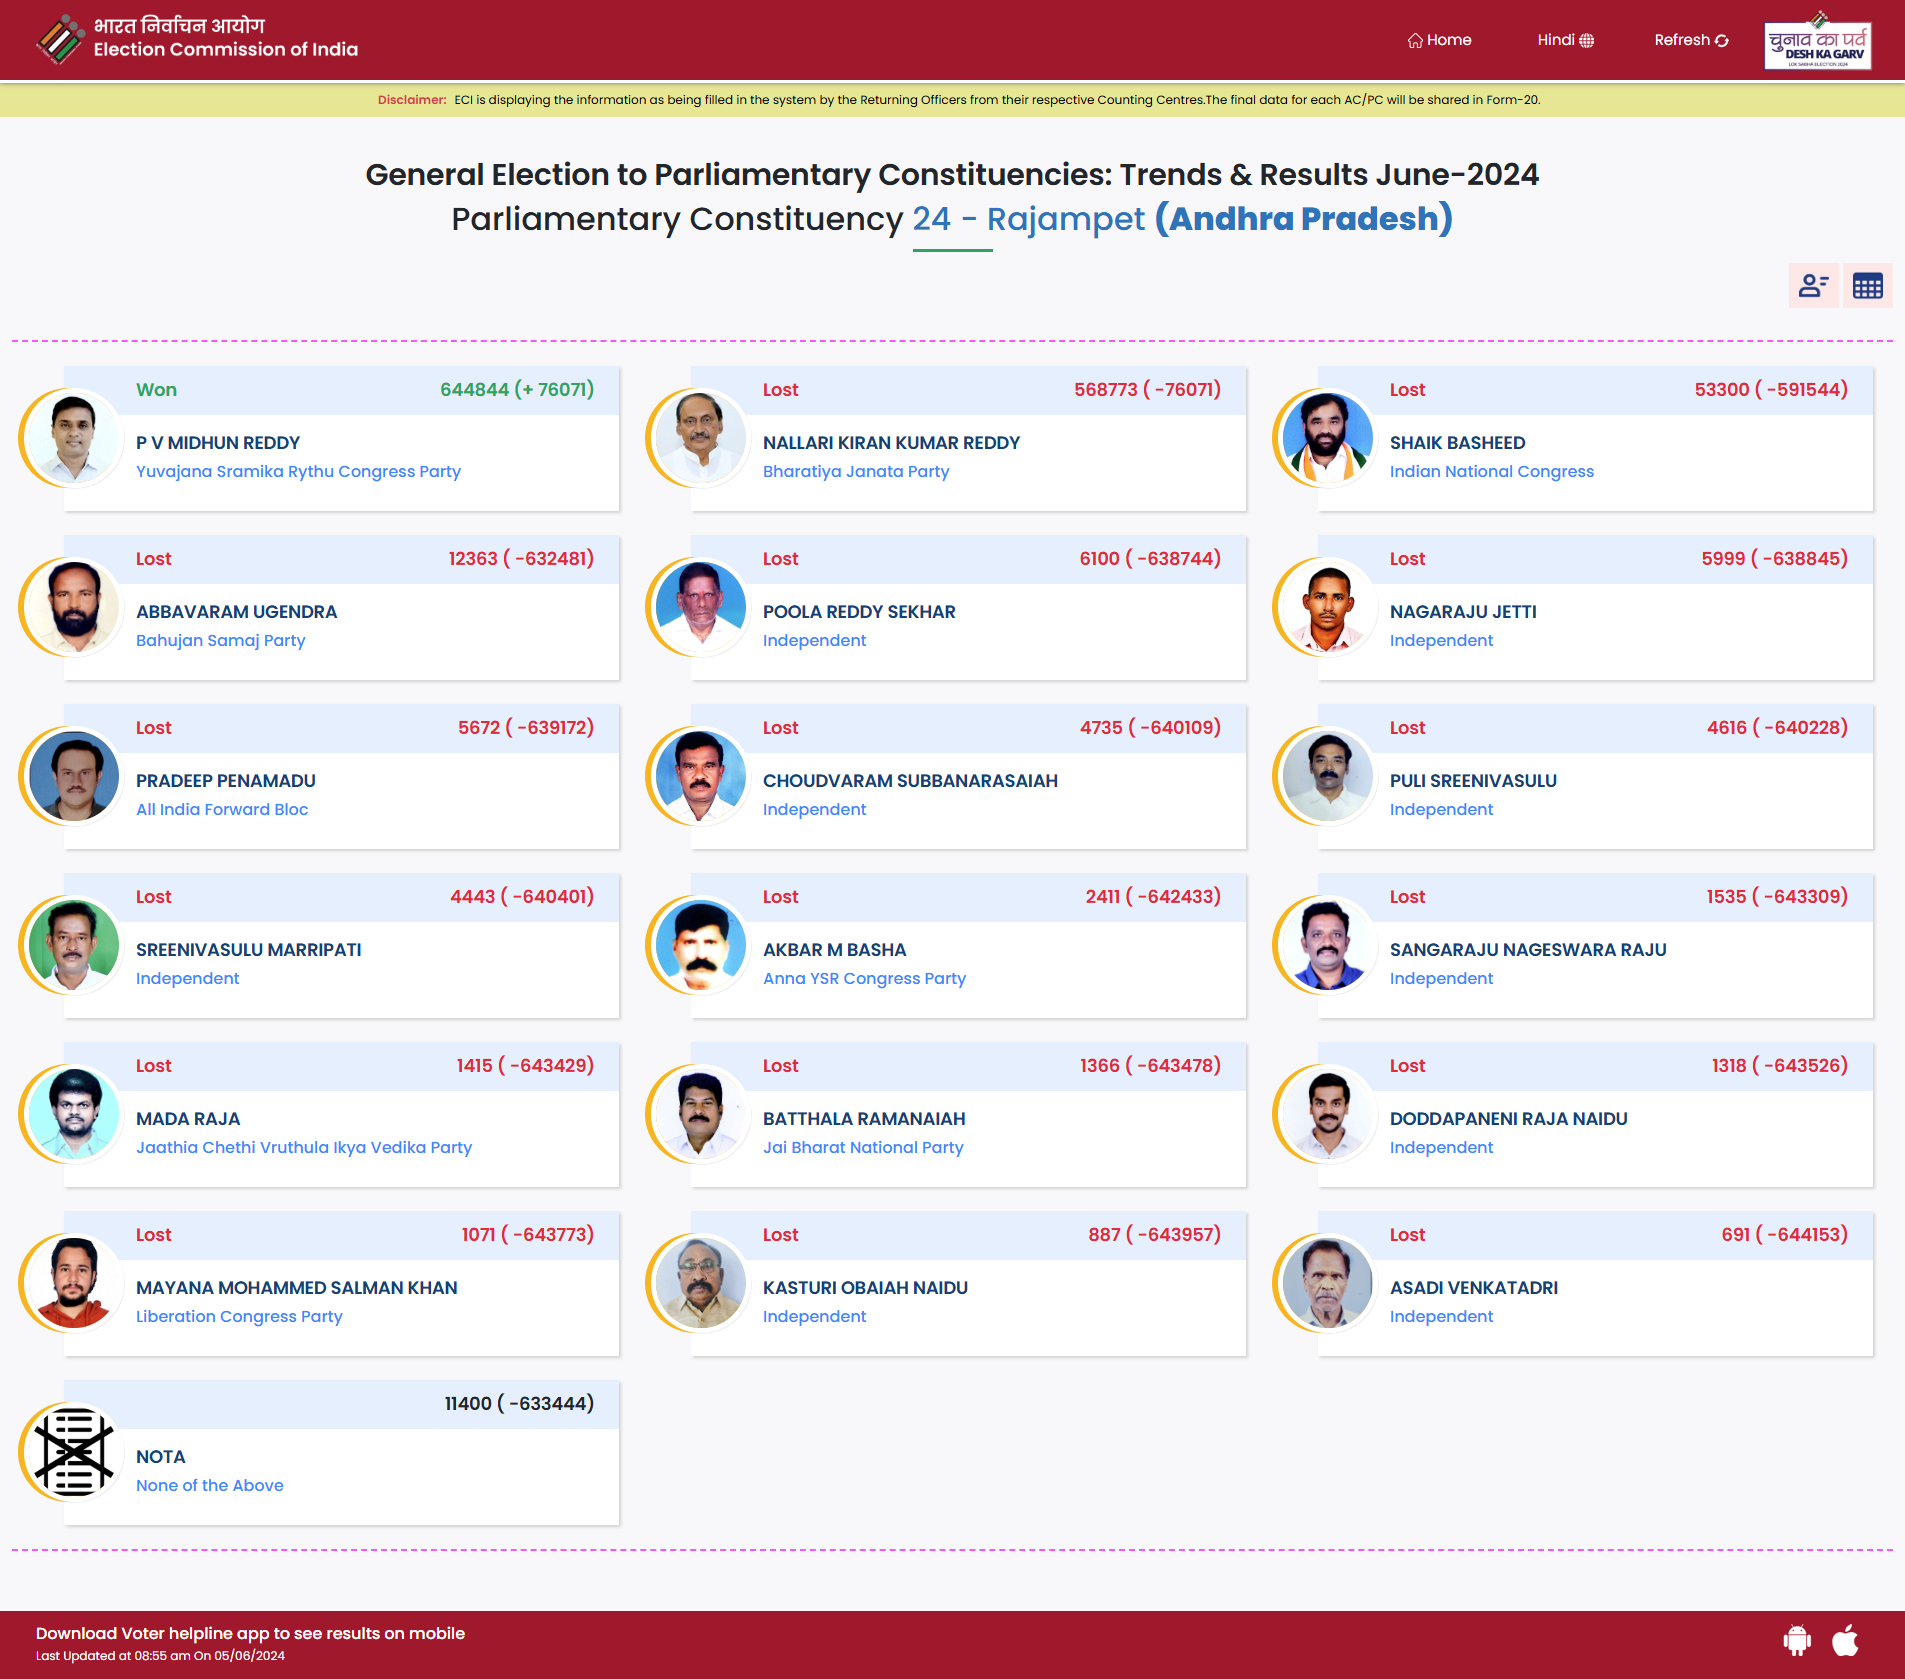 भारत निर्वाचन आयोग
Election Commission of India
Home
Hindi
Refresh
चुनाव का पर्व
DESH KA GARV
LOK SABHA ELECTION 2024
Disclaimer: ECI is displaying the information as being filled in the system by the Returning Officers from their respective Counting Centres.The final data for each AC/PC will be shared in Form-20.
General Election to Parliamentary Constituencies: Trends & Results June-2024
Parliamentary Constituency 24 - Rajampet (Andhra Pradesh)
Won 644844 (+ 76071)
P V MIDHUN REDDY
Yuvajana Sramika Rythu Congress Party
Lost 568773 ( -76071)
NALLARI KIRAN KUMAR REDDY
Bharatiya Janata Party
Lost 53300 ( -591544)
SHAIK BASHEED
Indian National Congress
Lost 12363 ( -632481)
ABBAVARAM UGENDRA
Bahujan Samaj Party
Lost 6100 ( -638744)
POOLA REDDY SEKHAR
Independent
Lost 5999 ( -638845)
NAGARAJU JETTI
Independent
Lost 5672 ( -639172)
PRADEEP PENAMADU
All India Forward Bloc
Lost 4735 ( -640109)
CHOUDVARAM SUBBANARASAIAH
Independent
Lost 4616 ( -640228)
PULI SREENIVASULU
Independent
Lost 4443 ( -640401)
SREENIVASULU MARRIPATI
Independent
Lost 2411 ( -642433)
AKBAR M BASHA
Anna YSR Congress Party
Lost 1535 ( -643309)
SANGARAJU NAGESWARA RAJU
Independent
Lost 1415 ( -643429)
MADA RAJA
Jaathia Chethi Vruthula Ikya Vedika Party
Lost 1366 ( -643478)
BATTHALA RAMANAIAH
Jai Bharat National Party
Lost 1318 ( -643526)
DODDAPANENI RAJA NAIDU
Independent
Lost 1071 ( -643773)
MAYANA MOHAMMED SALMAN KHAN
Liberation Congress Party
Lost 887 ( -643957)
KASTURI OBAIAH NAIDU
Independent
Lost 691 ( -644153)
ASADI VENKATADRI
Independent
11400 ( -633444)
NOTA
None of the Above
Download Voter helpline app to see results on mobile
Last Updated at 08:55 am On 05/06/2024